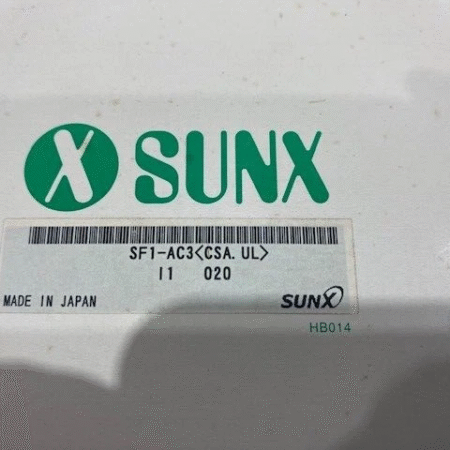 X SUNX
SF1-AC3<CSA. UL>
I1 020
MADE IN JAPAN SUNX
HB014